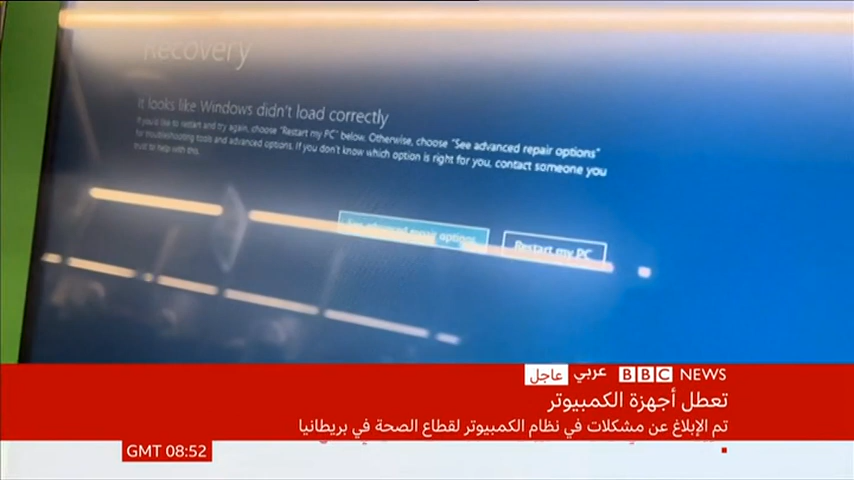 Recovery
It looks like Windows didn't load correctly
If you'd like to restart and try again, choose "Restart my PC" below. Otherwise, choose "See advanced repair options"
for troubleshooting tools and advanced options. If you don't know which option is right for you, contact someone you
trust to help with this.
See advanced repair options
Restart my PC
BBC NEWS عربي عاجل
تعطل أجهزة الكمبيوتر
تم الإبلاغ عن مشكلات في نظام الكمبيوتر لقطاع الصحة في بريطانيا
GMT 08:52